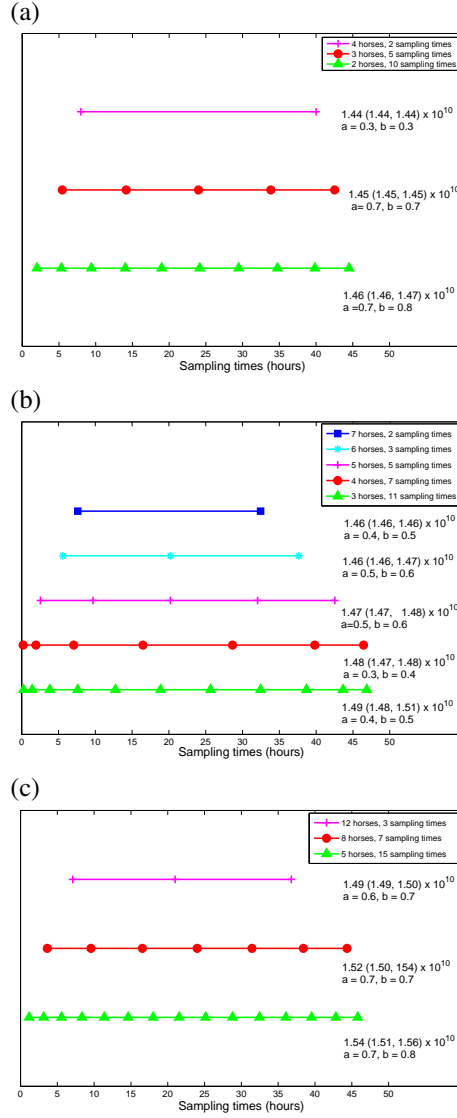 (a)
4 horses, 2 sampling times
3 horses, 5 sampling times
2 horses, 10 sampling times
1.44 (1.44, 1.44) x 10^10
a = 0.3, b = 0.3
1.45 (1.45, 1.45) x 10^10
a= 0.7, b = 0.7
1.46 (1.46, 1.47) x 10^10
a =0.7, b = 0.8
0 5 10 15 20 25 30 35 40 45 50
Sampling times (hours)
(b)
7 horses, 2 sampling times
6 horses, 3 sampling times
5 horses, 5 sampling times
4 horses, 7 sampling times
3 horses, 11 sampling times
1.46 (1.46, 1.46) x 10^10
a = 0.4, b = 0.5
1.46 (1.46, 1.47) x 10^10
a = 0.5, b = 0.6
1.47 (1.47, 1.48) x 10^10
a=0.5, b = 0.6
1.48 (1.47, 1.48) x 10^10
a = 0.3, b = 0.4
1.49 (1.48, 1.51) x 10^10
a = 0.4, b = 0.5
0 5 10 15 20 25 30 35 40 45 50
Sampling times (hours)
(c)
12 horses, 3 sampling times
8 horses, 7 sampling times
5 horses, 15 sampling times
1.49 (1.49, 1.50) x 10^10
a = 0.6, b = 0.7
1.52 (1.50, 154) x 10^10
a = 0.7, b = 0.7
1.54 (1.51, 1.56) x 10^10
a = 0.7, b = 0.8
0 5 10 15 20 25 30 35 40 45 50
Sampling times (hours)